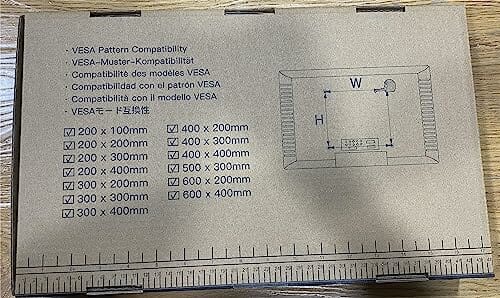 · VESA Pattern Compatibility
· VESA-Muster-Kompatibilität
· Compatibilité des modèles VESA
· Compatibilidad con el patrón VESA
· Compatibilità con il modello VESA
· VESAモード互換性
☑ 200 x 100mm
☑ 200 x 200mm
☑ 200 x 300mm
☑ 200 x 400mm
☑ 300 x 200mm
☑ 300 x 300mm
☑ 300 x 400mm
☑ 400 x 200mm
☑ 400 x 300mm
☑ 400 x 400mm
☑ 500 x 300mm
☑ 600 x 200mm
☑ 600 x 400mm
W
H